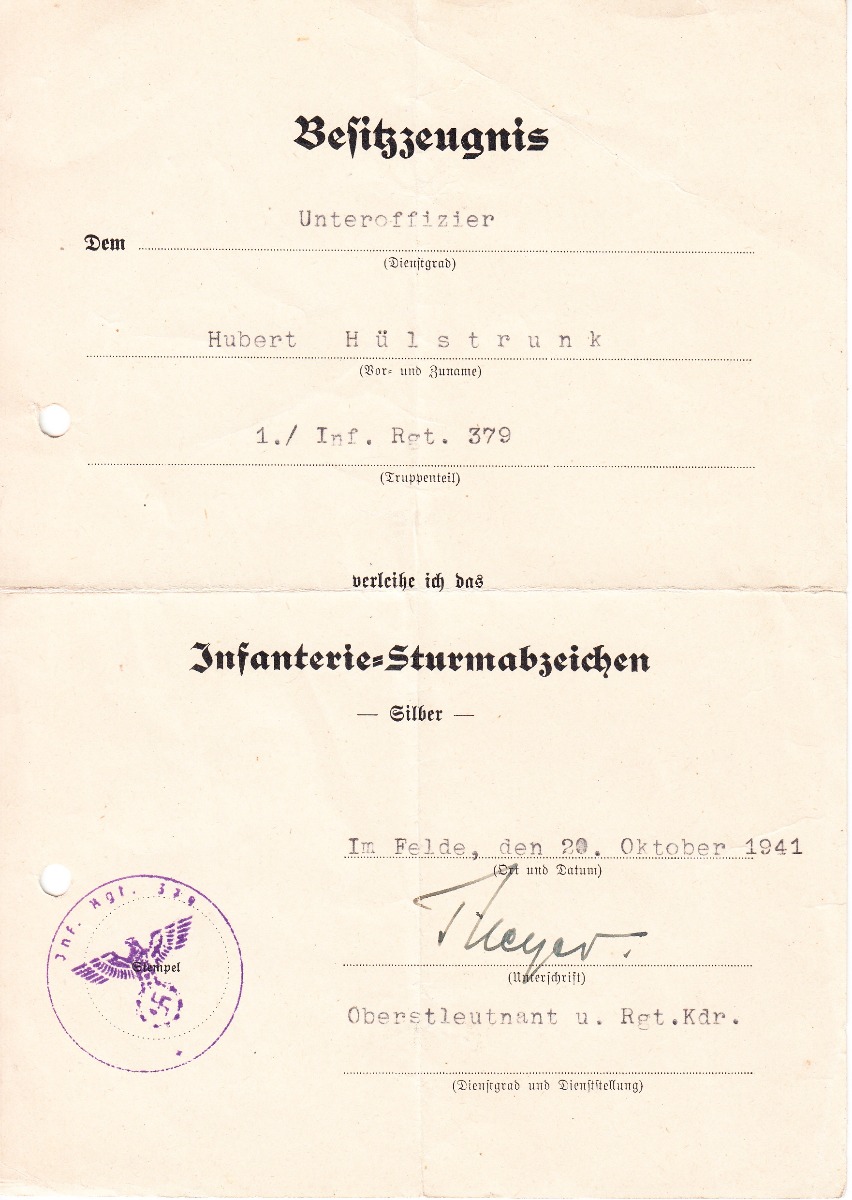 Besitzzeugnis
Unteroffizier
Dem
(Dienstgrad)
Hubert Hülstrunk
(Vor= und Zuname)
1./ Inf. Rgt. 379
(Truppenteil)
verleihe ich das
Infanterie=Sturmabzeichen
— Silber —
Im Felde, den 20. Oktober 1941
(Ort und Datum)
Inf. Rgt. 379
Stempel
(Unterschrift)
Oberstleutnant u. Rgt.Kdr.
(Dienstgrad und Dienststellung)